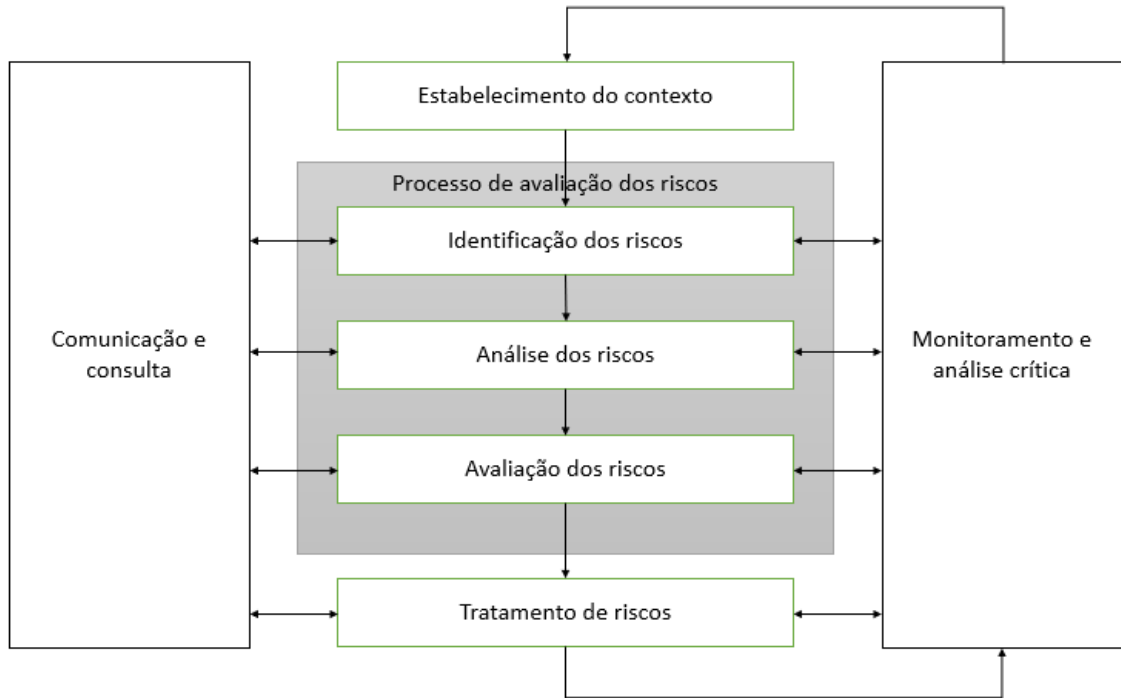 Estabelecimento do contexto
Processo de avaliação dos riscos
Identificação dos riscos
Comunicação e
consulta
Análise dos riscos
Monitoramento e
análise crítica
Avaliação dos riscos
Tratamento de riscos